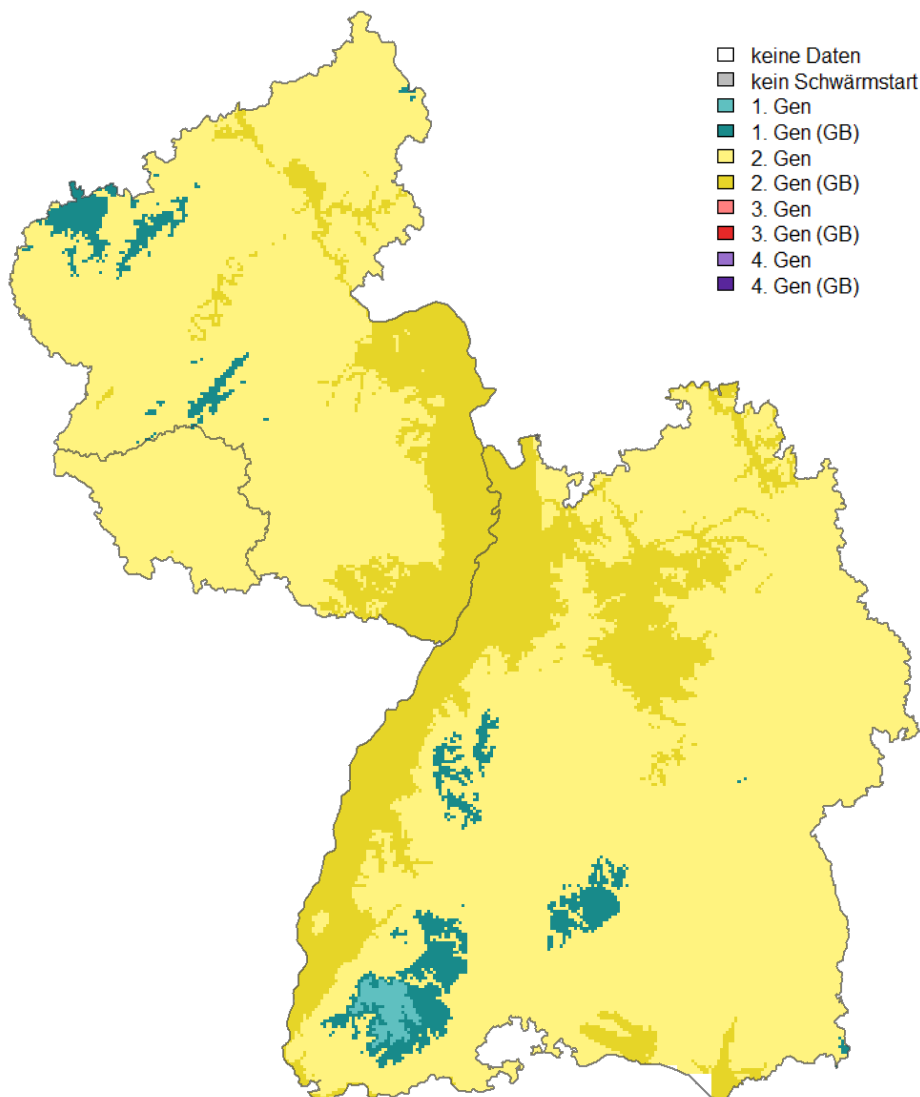 keine Daten
kein Schwärmstart
1. Gen
1. Gen (GB)
2. Gen
2. Gen (GB)
3. Gen
3. Gen (GB)
4. Gen
4. Gen (GB)